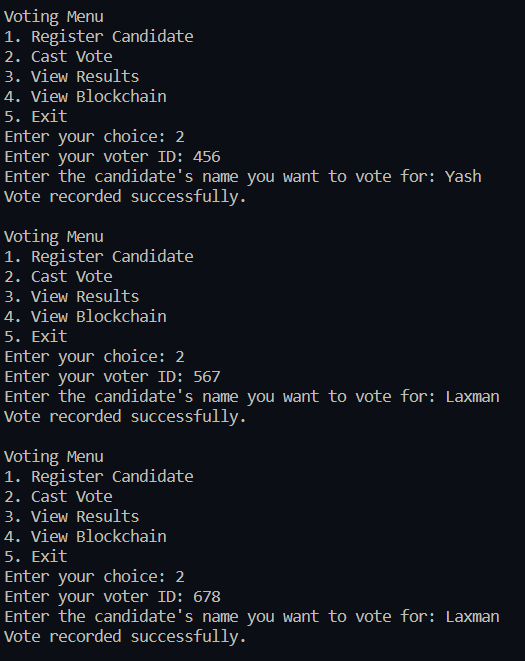 Voting Menu
1. Register Candidate
2. Cast Vote
3. View Results
4. View Blockchain
5. Exit
Enter your choice: 2
Enter your voter ID: 456
Enter the candidate's name you want to vote for: Yash
Vote recorded successfully.

Voting Menu
1. Register Candidate
2. Cast Vote
3. View Results
4. View Blockchain
5. Exit
Enter your choice: 2
Enter your voter ID: 567
Enter the candidate's name you want to vote for: Laxman
Vote recorded successfully.

Voting Menu
1. Register Candidate
2. Cast Vote
3. View Results
4. View Blockchain
5. Exit
Enter your choice: 2
Enter your voter ID: 678
Enter the candidate's name you want to vote for: Laxman
Vote recorded successfully.